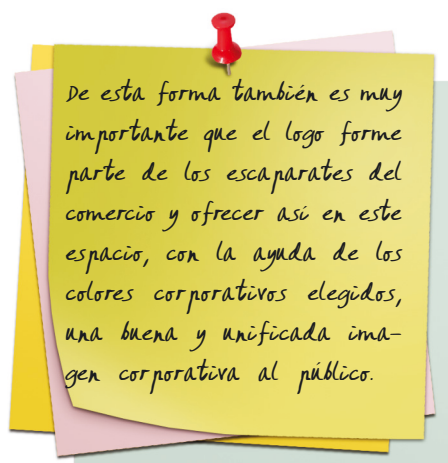 De esta forma también es muy
importante que el logo forme
parte de los escaparates del
comercio y ofrecer así en este
espacio, con la ayuda de los
colores corporativos elegidos,
una buena y unificada ima-
gen corporativa al público.